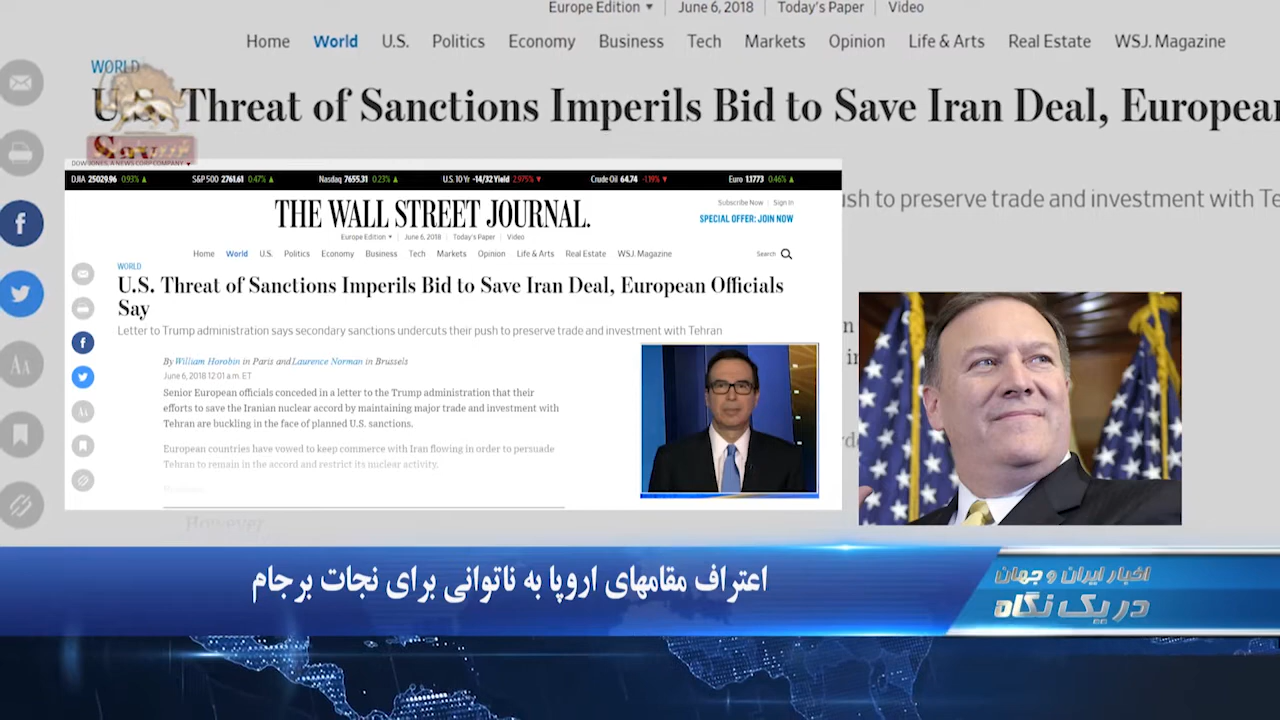 Europe Edition ▾ | June 6, 2018 | Today's Paper | Video
Home World U.S. Politics Economy Business Tech Markets Opinion Life & Arts Real Estate WSJ. Magazine
WORLD
U.S. Threat of Sanctions Imperils Bid to Save Iran Deal, European
Say
ush to preserve trade and investment with Te
DOW JONES, A NEWS CORP COMPANY ▾
DJIA 25029.96 0.93% ▲ S&P 500 2761.61 0.47% ▲ Nasdaq 7655.31 0.23% ▲ U.S. 10 Yr -14/32 Yield 2.975% ▼ Crude Oil 64.74 -1.19% ▼ Euro 1.1773 0.46% ▲
Subscribe Now | Sign In
THE WALL STREET JOURNAL.
SPECIAL OFFER: JOIN NOW
Europe Edition ▾ | June 6, 2018 | Today's Paper | Video
Home World U.S. Politics Economy Business Tech Markets Opinion Life & Arts Real Estate WSJ. Magazine
Search
WORLD
U.S. Threat of Sanctions Imperils Bid to Save Iran Deal, European Officials
Say
Letter to Trump administration says secondary sanctions undercuts their push to preserve trade and investment with Tehran
By William Horobin in Paris and Laurence Norman in Brussels
June 6, 2018 12:01 a.m. ET
Senior European officials conceded in a letter to the Trump administration that their
efforts to save the Iranian nuclear accord by maintaining major trade and investment with
Tehran are buckling in the face of planned U.S. sanctions.
European countries have vowed to keep commerce with Iran flowing in order to persuade
Tehran to remain in the accord and restrict its nuclear activity.
However
اعتراف مقامهای اروپا به ناتوانی برای نجات برجام
اخبار ایران و جهان
در یک نگاه